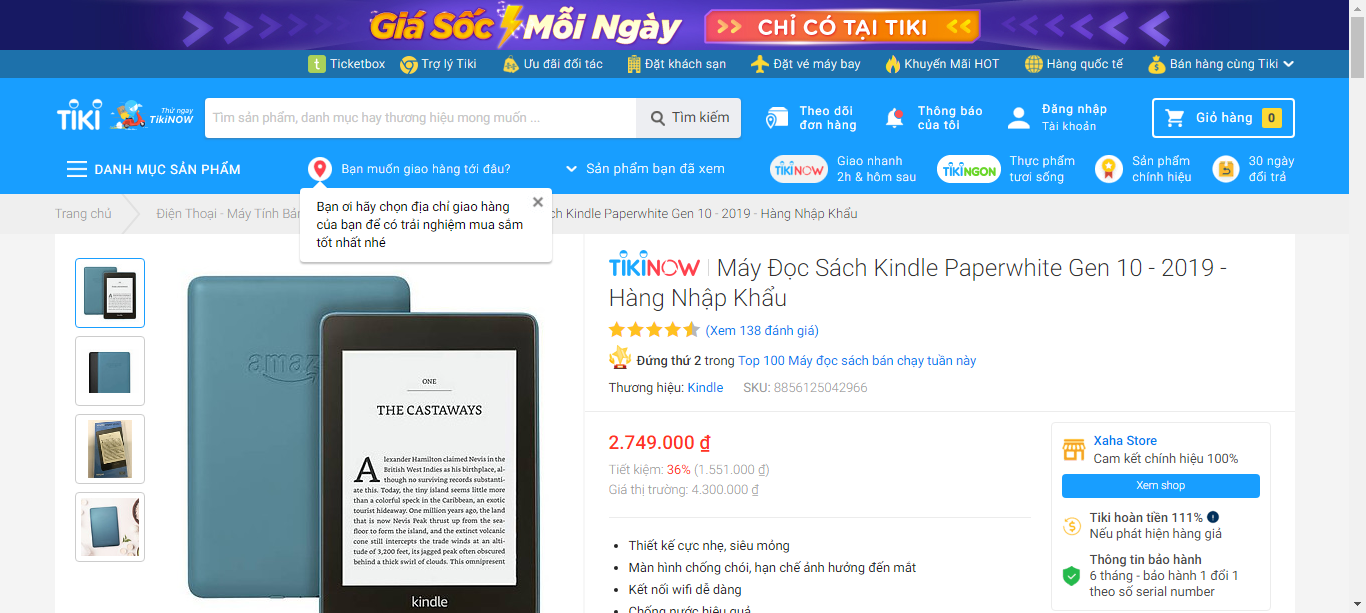 Giá Sốc Mỗi Ngày
CHỈ CÓ TẠI TIKI
Ticketbox
Trợ lý Tiki
Ưu đãi đối tác
Đặt khách sạn
Đặt vé máy bay
Khuyến Mãi HOT
Hàng quốc tế
Bán hàng cùng Tiki
TIKI
Thử ngay
TikiNOW
Tìm sản phẩm, danh mục hay thương hiệu mong muốn ...
Tìm kiếm
Theo dõi
đơn hàng
Thông báo
của tôi
Đăng nhập
Tài khoản
Giỏ hàng 0
DANH MỤC SẢN PHẨM
Bạn muốn giao hàng tới đâu?
Sản phẩm bạn đã xem
TIKINOW
Giao nhanh
2h & hôm sau
TIKINGON
Thực phẩm
tươi sống
Sản phẩm
chính hiệu
30 ngày
đổi trả
Bạn ơi hãy chọn địa chỉ giao hàng
của bạn để có trải nghiệm mua sắm
tốt nhất nhé
Trang chủ
Điện Thoại - Máy Tính Bản
ch Kindle Paperwhite Gen 10 - 2019 - Hàng Nhập Khẩu
amaz
ONE
THE CASTAWAYS
Alexander Hamilton claimed Nevis in the
British West Indies as his birthplace, al-
though no surviving records substanti-
ate this. Today, the tiny island seems little more
than a colorful speck in the Caribbean, an exotic
tourist hideaway. One million years ago, the land
that is now Nevis Peak thrust up from the sea-
floor to form the island, and the extinct volcanic
cone still intercepts the trade winds at an alti-
tude of 3,200 feet, its jagged peak often obscured
behind a thick swirl of clouds. This omnipresent
kindle
TIKINOW Máy Đọc Sách Kindle Paperwhite Gen 10 - 2019 -
Hàng Nhập Khẩu
(Xem 138 đánh giá)
Đứng thứ 2 trong Top 100 Máy đọc sách bán chạy tuần này
Thương hiệu: Kindle
SKU: 8856125042966
2.749.000 ₫
Tiết kiệm: 36% (1.551.000 ₫)
Giá thị trường: 4.300.000 ₫
Thiết kế cực nhẹ, siêu mỏng
Màn hình chống chói, hạn chế ảnh hưởng đến mắt
Kết nối wifi dễ dàng
Chống nước hiệu quả
Xaha Store
Cam kết chính hiệu 100%
Xem shop
Tiki hoàn tiền 111%
Nếu phát hiện hàng giả
Thông tin bảo hành
6 tháng - bảo hành 1 đổi 1
theo số serial number